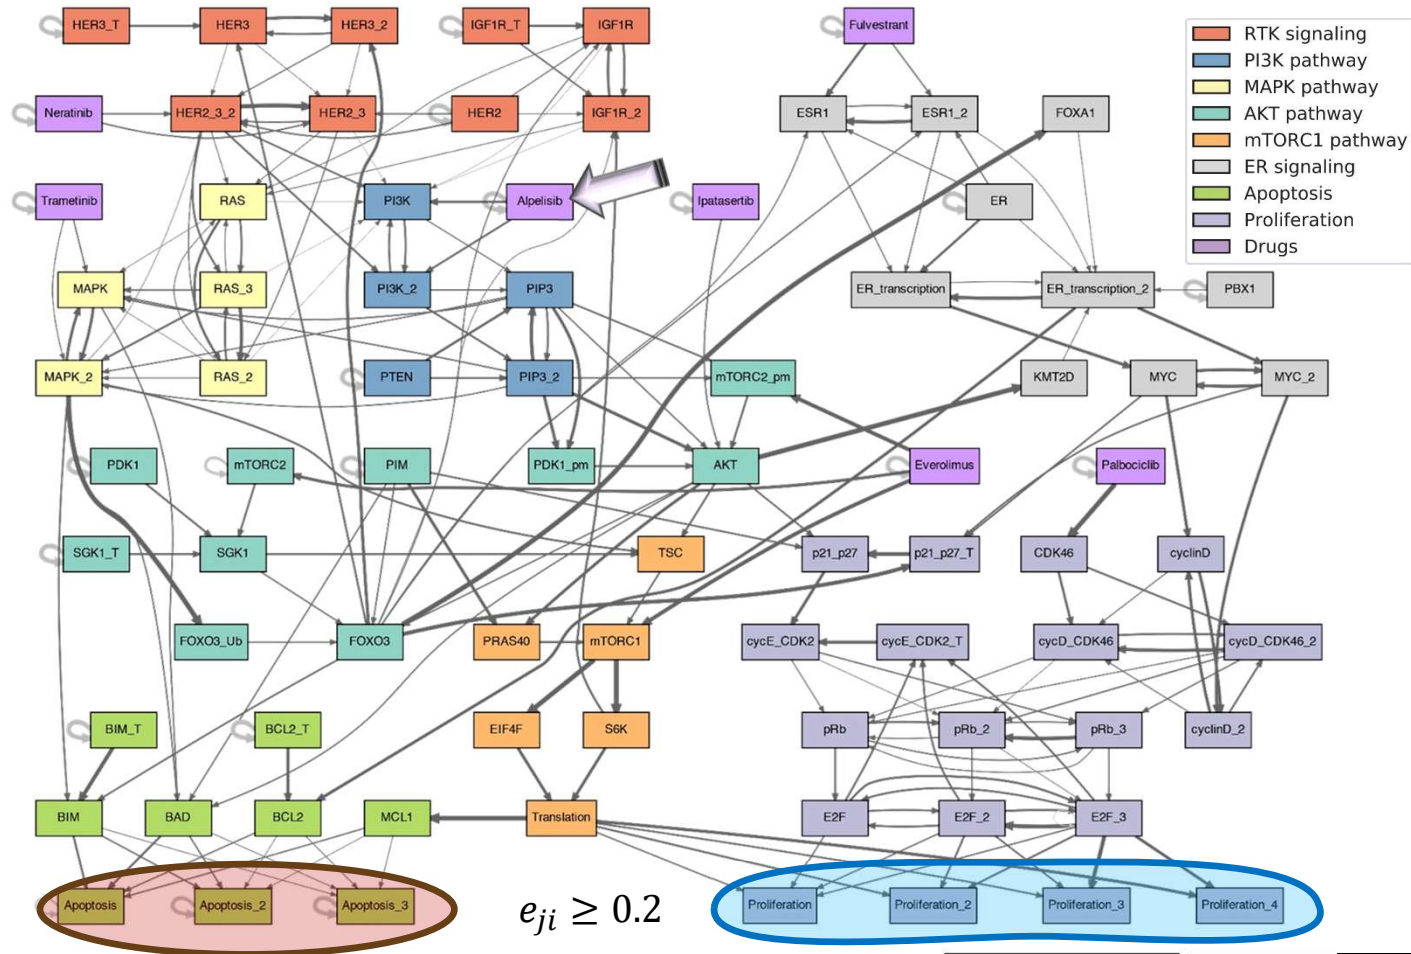 HER3_T
HER3
HER3_2
IGF1R_T
IGF1R
Fulvestrant
RTK signaling
PI3K pathway
MAPK pathway
AKT pathway
mTORC1 pathway
ER signaling
Apoptosis
Proliferation
Drugs
Neratinib
HER2_3_2
HER2_3
HER2
IGF1R_2
ESR1
ESR1_2
FOXA1
Trametinib
RAS
PI3K
Alpelisib
Ipatasertib
ER
MAPK
RAS_3
PI3K_2
PIP3
ER_transcription
ER_transcription_2
PBX1
MAPK_2
RAS_2
PTEN
PIP3_2
mTORC2_pm
KMT2D
MYC
MYC_2
PDK1
mTORC2
PIM
PDK1_pm
AKT
Everolimus
Palbociclib
SGK1_T
SGK1
TSC
p21_p27
p21_p27_T
CDK46
cyclinD
FOXO3_Ub
FOXO3
PRAS40
mTORC1
cycE_CDK2
cycE_CDK2_T
cycD_CDK46
cycD_CDK46_2
BIM_T
BCL2_T
EIF4F
S6K
pRb
pRb_2
pRb_3
cyclinD_2
BIM
BAD
BCL2
MCL1
Translation
E2F
E2F_2
E2F_3
Apoptosis
Apoptosis_2
Apoptosis_3
e_{ji} ≥ 0.2
Proliferation
Proliferation_2
Proliferation_3
Proliferation_4